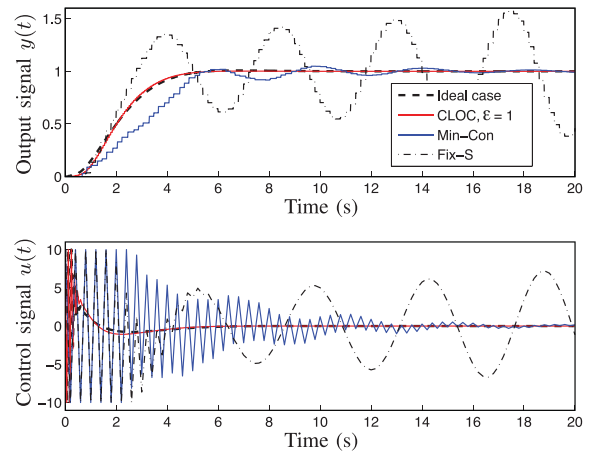 Output signal y(t)
1.5
1
0.5
0
Ideal case
CLOC, ε = 1
Min−Con
Fix−S
0 2 4 6 8 10 12 14 16 18 20
Time (s)
Control signal u(t)
10
5
0
−5
−10
0 2 4 6 8 10 12 14 16 18 20
Time (s)